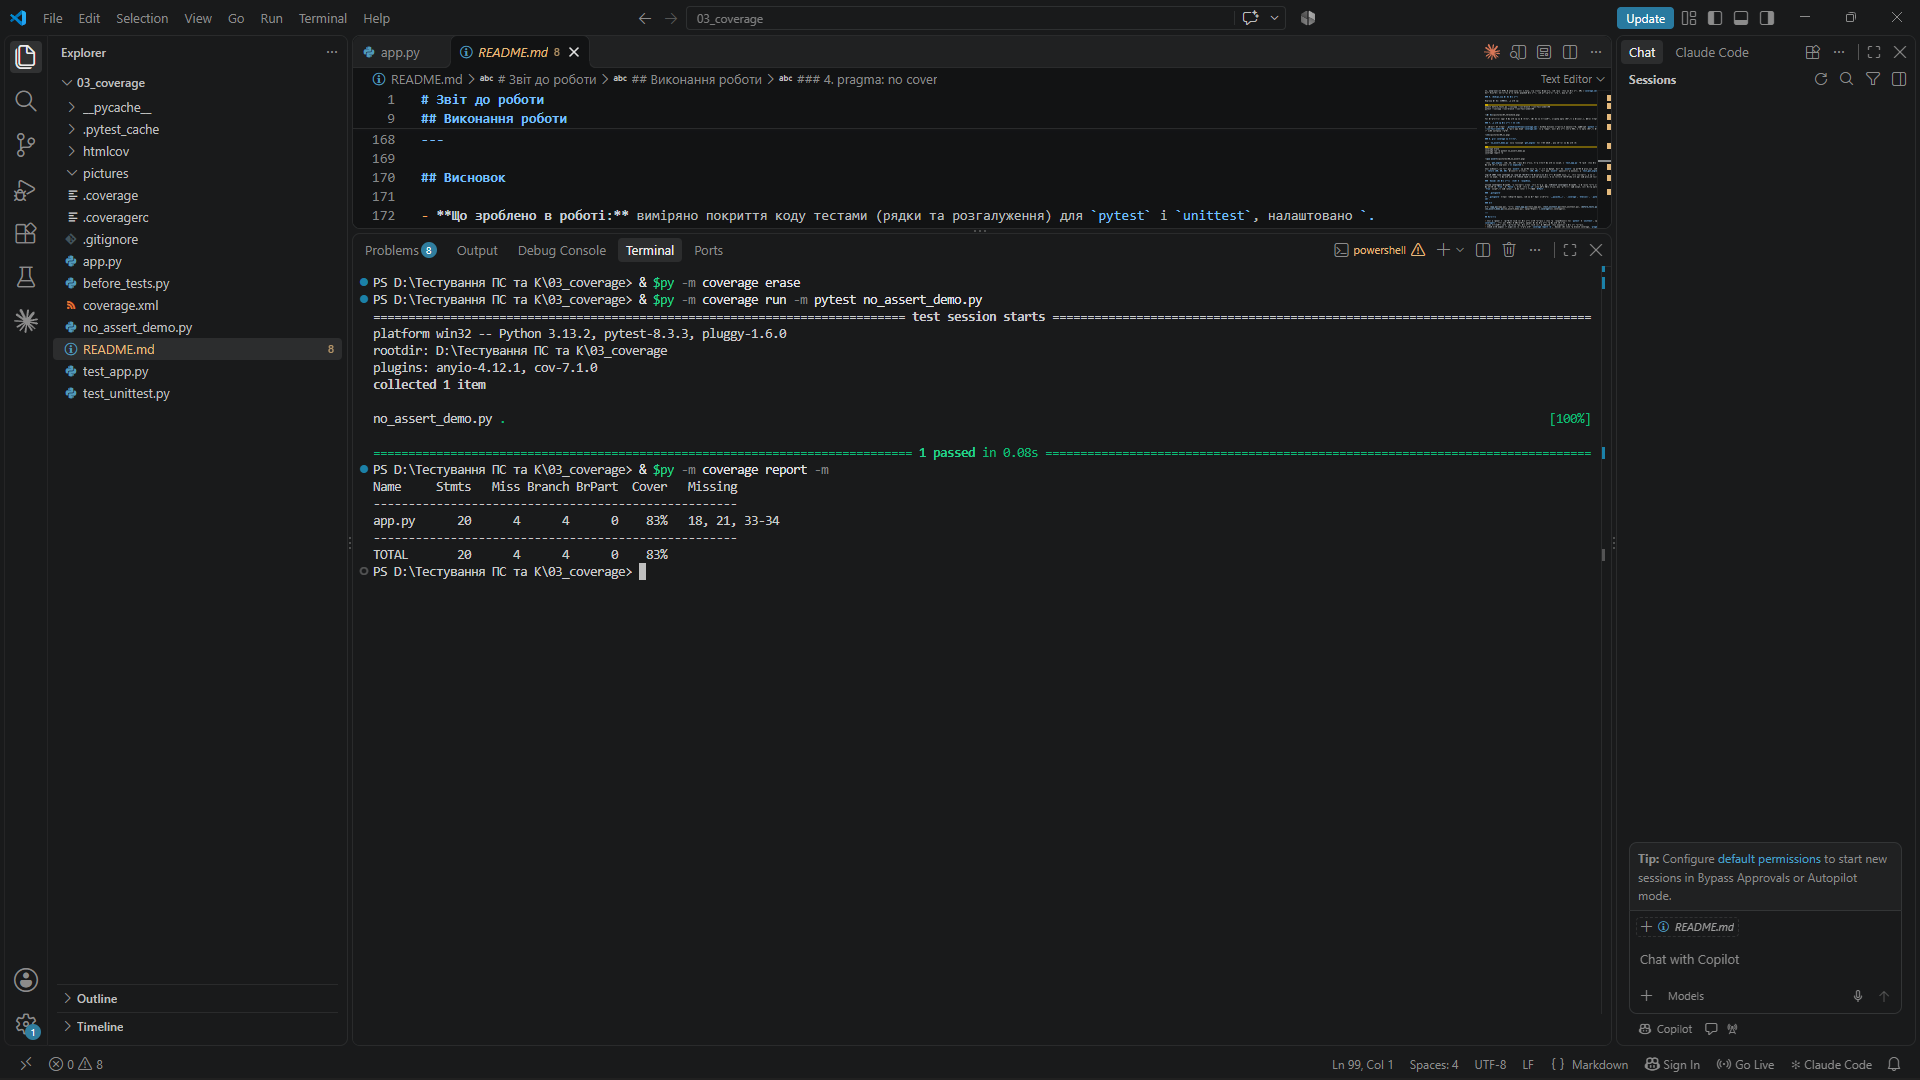 File Edit Selection View Go Run Terminal Help
03_coverage
Update
Explorer
03_coverage
__pycache__
.pytest_cache
htmlcov
pictures
.coverage
.coveragerc
.gitignore
app.py
before_tests.py
coverage.xml
no_assert_demo.py
README.md 8
test_app.py
test_unittest.py
Outline
Timeline
app.py
README.md 8
README.md > # Звіт до роботи > ## Виконання роботи > ### 4. pragma: no cover
Text Editor
1 # Звіт до роботи
9 ## Виконання роботи
168 ---
169
170 ## Висновок
171
172 - **Що зроблено в роботі:** виміряно покриття коду тестами (рядки та розгалуження) для `pytest` і `unittest`, налаштовано `.
Problems 8 Output Debug Console Terminal Ports
powershell
PS D:\Тестування ПС та К\03_coverage> & $py -m coverage erase
PS D:\Тестування ПС та К\03_coverage> & $py -m coverage run -m pytest no_assert_demo.py
test session starts
platform win32 -- Python 3.13.2, pytest-8.3.3, pluggy-1.6.0
rootdir: D:\Тестування ПС та К\03_coverage
plugins: anyio-4.12.1, cov-7.1.0
collected 1 item
no_assert_demo.py . [100%]
1 passed in 0.08s
PS D:\Тестування ПС та К\03_coverage> & $py -m coverage report -m
Name Stmts Miss Branch BrPart Cover Missing
---------------------------------------------------
app.py 20 4 4 0 83% 18, 21, 33-34
---------------------------------------------------
TOTAL 20 4 4 0 83%
PS D:\Тестування ПС та К\03_coverage>
Chat Claude Code
Sessions
Tip: Configure default permissions to start new
sessions in Bypass Approvals or Autopilot
mode.
README.md
Chat with Copilot
Models
Copilot
1
0 8
Ln 99, Col 1 Spaces: 4 UTF-8 LF { } Markdown Sign In Go Live Claude Code